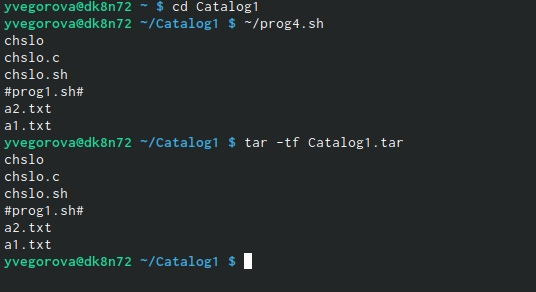 yvegorova@dk8n72 ~ $ cd Catalog1
yvegorova@dk8n72 ~/Catalog1 $ ~/prog4.sh
chslo
chslo.c
chslo.sh
#prog1.sh#
a2.txt
a1.txt
yvegorova@dk8n72 ~/Catalog1 $ tar -tf Catalog1.tar
chslo
chslo.c
chslo.sh
#prog1.sh#
a2.txt
a1.txt
yvegorova@dk8n72 ~/Catalog1 $